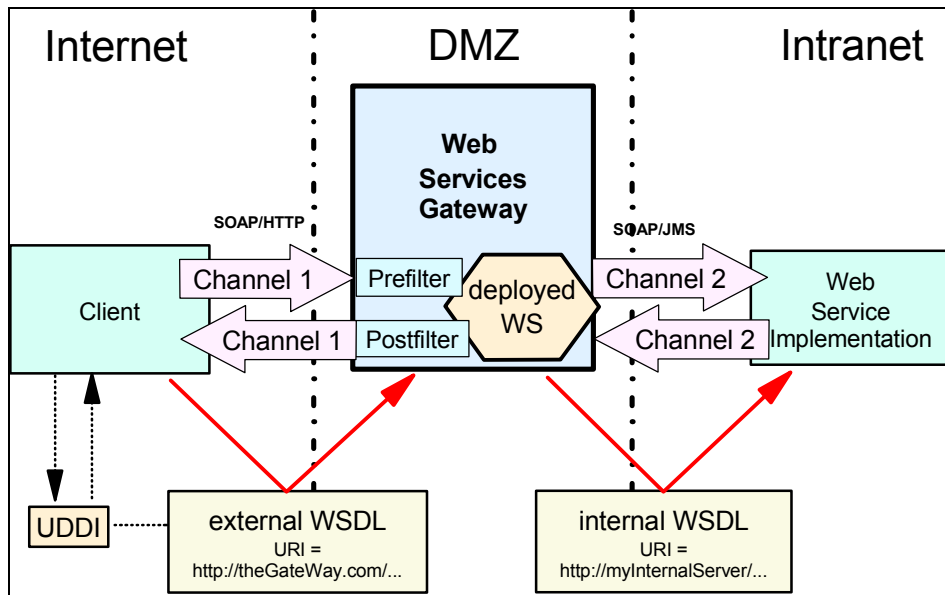 Internet
DMZ
Intranet
Web
Services
Gateway
SOAP/HTTP
SOAP/JMS
Client
Channel 1
Prefilter
deployed
WS
Channel 2
Web
Service
Implementation
Channel 1
Postfilter
Channel 2
UDDI
external WSDL
URI =
http://theGateWay.com/...
internal WSDL
URI =
http://myInternalServer/...